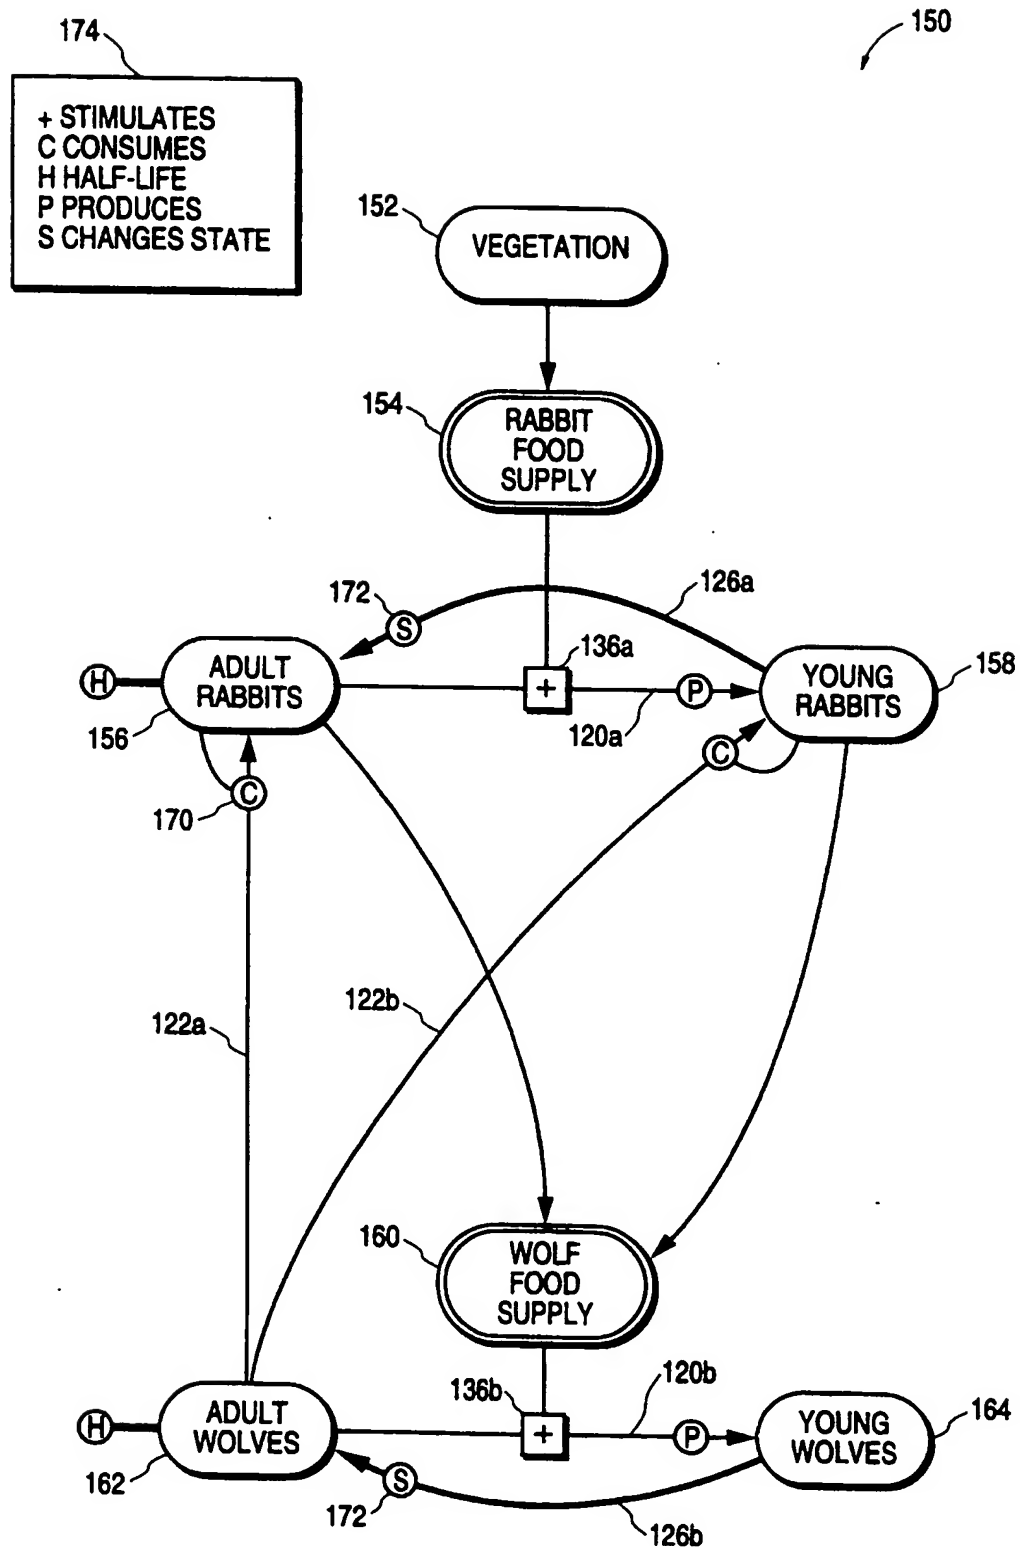 174
150
+ STIMULATES
C CONSUMES
H HALF-LIFE
P PRODUCES
S CHANGES STATE
152
VEGETATION
154
RABBIT
FOOD
SUPPLY
172
S
126a
136a
H
ADULT
RABBITS
156
+
120a
P
YOUNG
RABBITS
158
C
C
170
122a
122b
160
WOLF
FOOD
SUPPLY
136b
120b
H
ADULT
WOLVES
162
+
P
YOUNG
WOLVES
164
S
172
126b